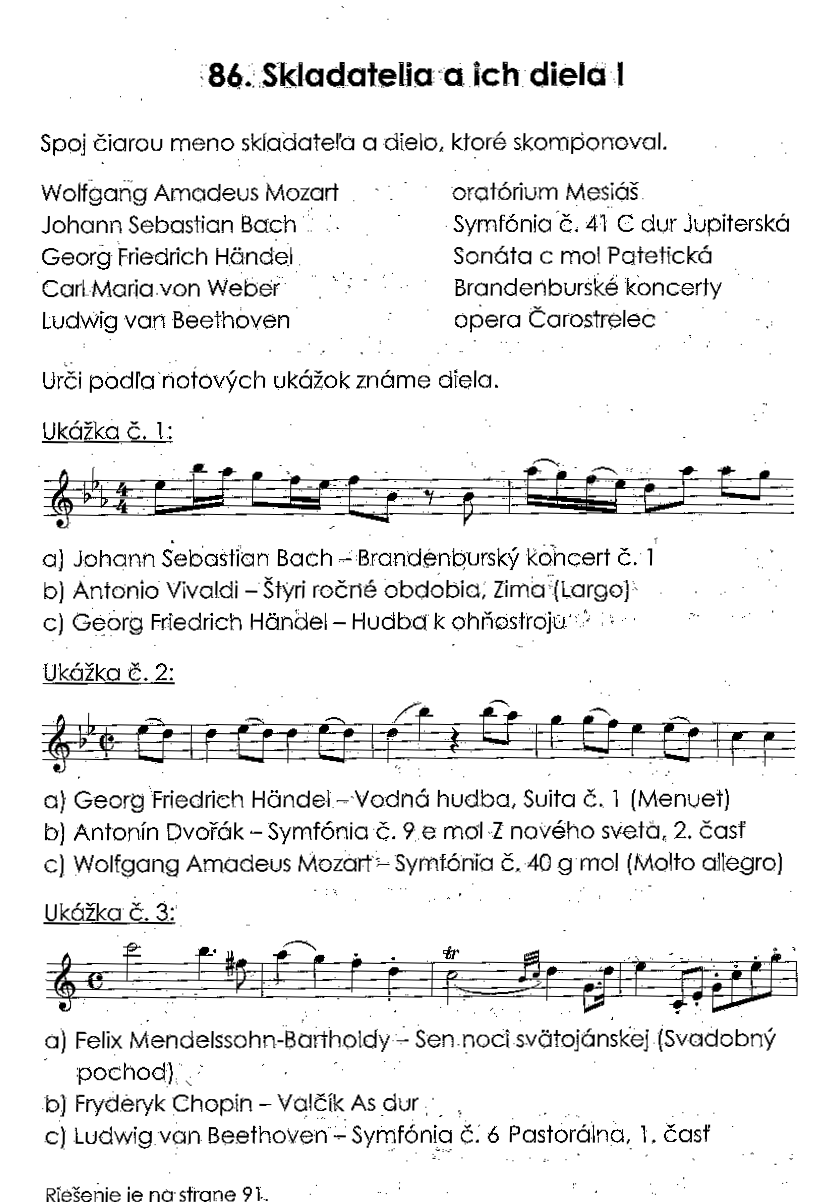 86. Skladatelia a ich diela I
Spoj čiarou meno skladateľa a dielo, ktoré skomponoval.
Wolfgang Amadeus Mozart oratórium Mesiáš
Johann Sebastian Bach Symfónia č. 41 C dur Jupiterská
Georg Friedrich Händel Sonáta c mol Patetická
Carl Maria von Weber Brandenburské koncerty
Ludwig van Beethoven opera Čarostrelec
Urči podľa notových ukážok známe diela.
Ukážka č. 1:
a) Johann Sebastian Bach – Brandenburský koncert č. 1
b) Antonio Vivaldi – Štyri ročné obdobia, Zima (Largo)
c) Georg Friedrich Händel – Hudba k ohňostroju
Ukážka č. 2:
a) Georg Friedrich Händel – Vodná hudba, Suita č. 1 (Menuet)
b) Antonín Dvořák – Symfónia č. 9 e mol Z nového sveta, 2. časť
c) Wolfgang Amadeus Mozart – Symfónia č. 40 g mol (Molto allegro)
Ukážka č. 3:
tr
a) Felix Mendelssohn-Bartholdy – Sen noci svätojánskej (Svadobný
pochod)
b) Fryderyk Chopin – Valčík As dur
c) Ludwig van Beethoven – Symfónia č. 6 Pastorálna, 1. časť
Riešenie je na strane 91.